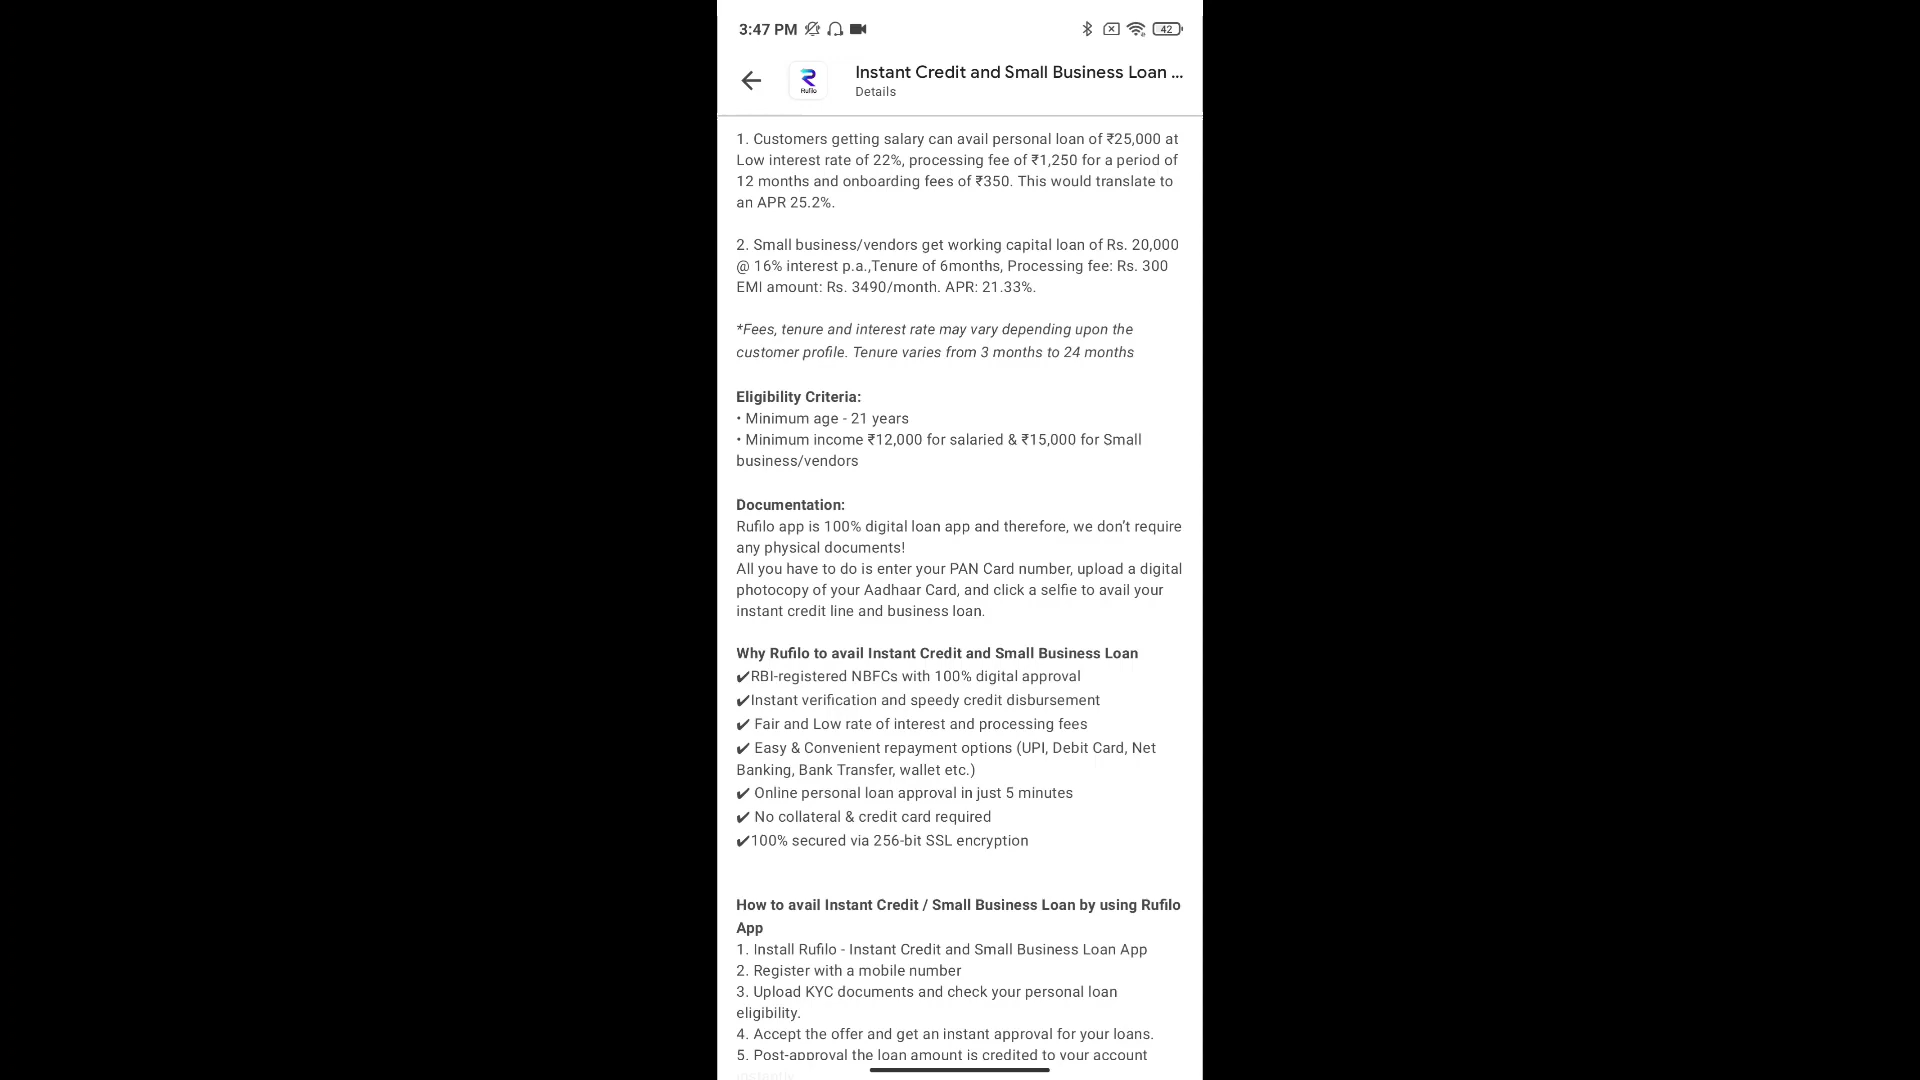 3:47 PM
42
Rufilo
Instant Credit and Small Business Loan ...
Details
1. Customers getting salary can avail personal loan of ₹25,000 at
Low interest rate of 22%, processing fee of ₹1,250 for a period of
12 months and onboarding fees of ₹350. This would translate to
an APR 25.2%.
2. Small business/vendors get working capital loan of Rs. 20,000
@ 16% interest p.a.,Tenure of 6months, Processing fee: Rs. 300
EMI amount: Rs. 3490/month. APR: 21.33%.
*Fees, tenure and interest rate may vary depending upon the
customer profile. Tenure varies from 3 months to 24 months
Eligibility Criteria:
• Minimum age - 21 years
• Minimum income ₹12,000 for salaried & ₹15,000 for Small
business/vendors
Documentation:
Rufilo app is 100% digital loan app and therefore, we don’t require
any physical documents!
All you have to do is enter your PAN Card number, upload a digital
photocopy of your Aadhaar Card, and click a selfie to avail your
instant credit line and business loan.
Why Rufilo to avail Instant Credit and Small Business Loan
✔RBI-registered NBFCs with 100% digital approval
✔Instant verification and speedy credit disbursement
✔ Fair and Low rate of interest and processing fees
✔ Easy & Convenient repayment options (UPI, Debit Card, Net
Banking, Bank Transfer, wallet etc.)
✔ Online personal loan approval in just 5 minutes
✔ No collateral & credit card required
✔100% secured via 256-bit SSL encryption
How to avail Instant Credit / Small Business Loan by using Rufilo
App
1. Install Rufilo - Instant Credit and Small Business Loan App
2. Register with a mobile number
3. Upload KYC documents and check your personal loan
eligibility.
4. Accept the offer and get an instant approval for your loans.
5. Post-approval the loan amount is credited to your account